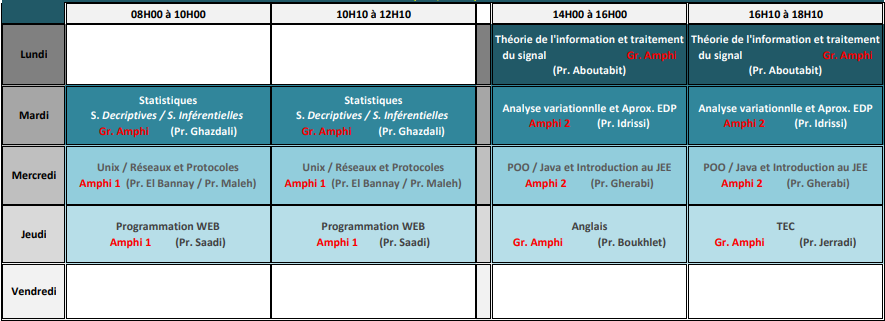 08H00 à 10H00 10H10 à 12H10 14H00 à 16H00 16H10 à 18H10
Lundi
Théorie de l'information et traitement
du signal Gr. Amphi
(Pr. Aboutabit)
Théorie de l'information et traitement
du signal Gr. Amphi
(Pr. Aboutabit)
Mardi
Statistiques
S. Decriptives / S. Inférentielles
Gr. Amphi (Pr. Ghazdali)
Statistiques
S. Decriptives / S. Inférentielles
Gr. Amphi (Pr. Ghazdali)
Analyse variationnlle et Aprox. EDP
Amphi 2 (Pr. Idrissi)
Analyse variationnlle et Aprox. EDP
Amphi 2 (Pr. Idrissi)
Mercredi
Unix / Réseaux et Protocoles
Amphi 1 (Pr. El Bannay / Pr. Maleh)
Unix / Réseaux et Protocoles
Amphi 1 (Pr. El Bannay / Pr. Maleh)
POO / Java et Introduction au JEE
Amphi 2 (Pr. Gherabi)
POO / Java et Introduction au JEE
Amphi 2 (Pr. Gherabi)
Jeudi
Programmation WEB
Amphi 1 (Pr. Saadi)
Programmation WEB
Amphi 1 (Pr. Saadi)
Anglais
Gr. Amphi (Pr. Boukhlet)
TEC
Gr. Amphi (Pr. Jerradi)
Vendredi